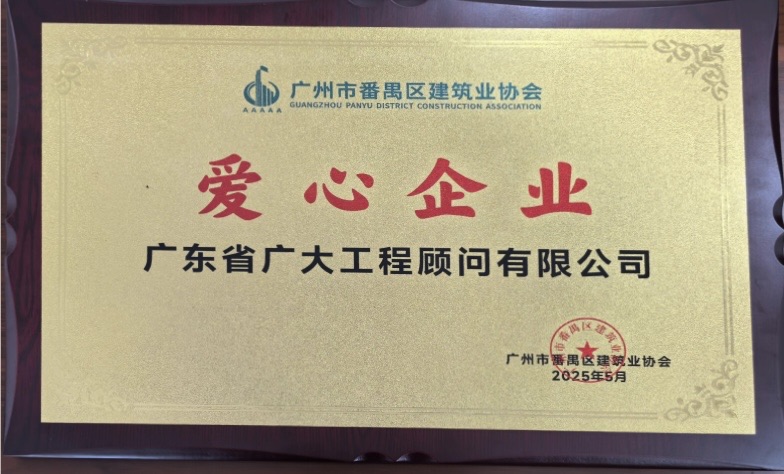 广州市番禺区建筑业协会
GUANGZHOU PANYU DISTRICT CONSTRUCTION ASSOCIATION
爱心企业
广东省广大工程顾问有限公司
广州市番禺区建筑业协会
2025年5月